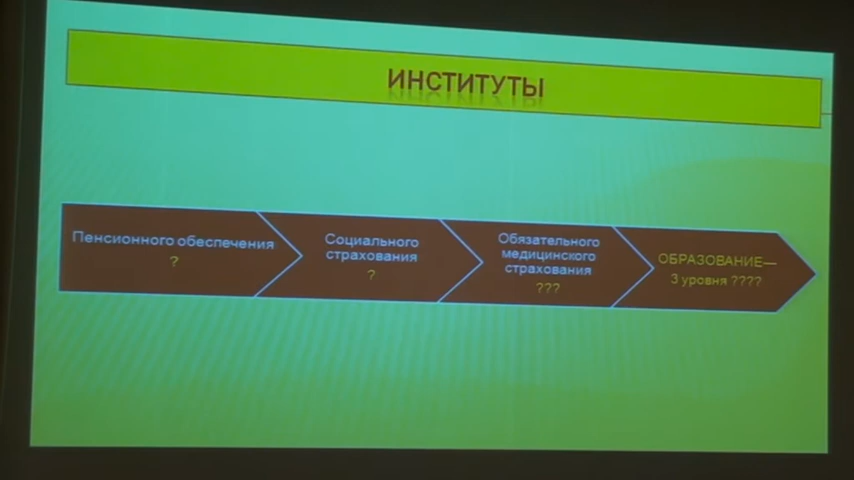 ИНСТИТУТЫ
Пенсионного обеспечения
?
Социального
страхования
?
Обязательного
медицинского
страхования
???
ОБРАЗОВАНИЕ—
3 уровня ????